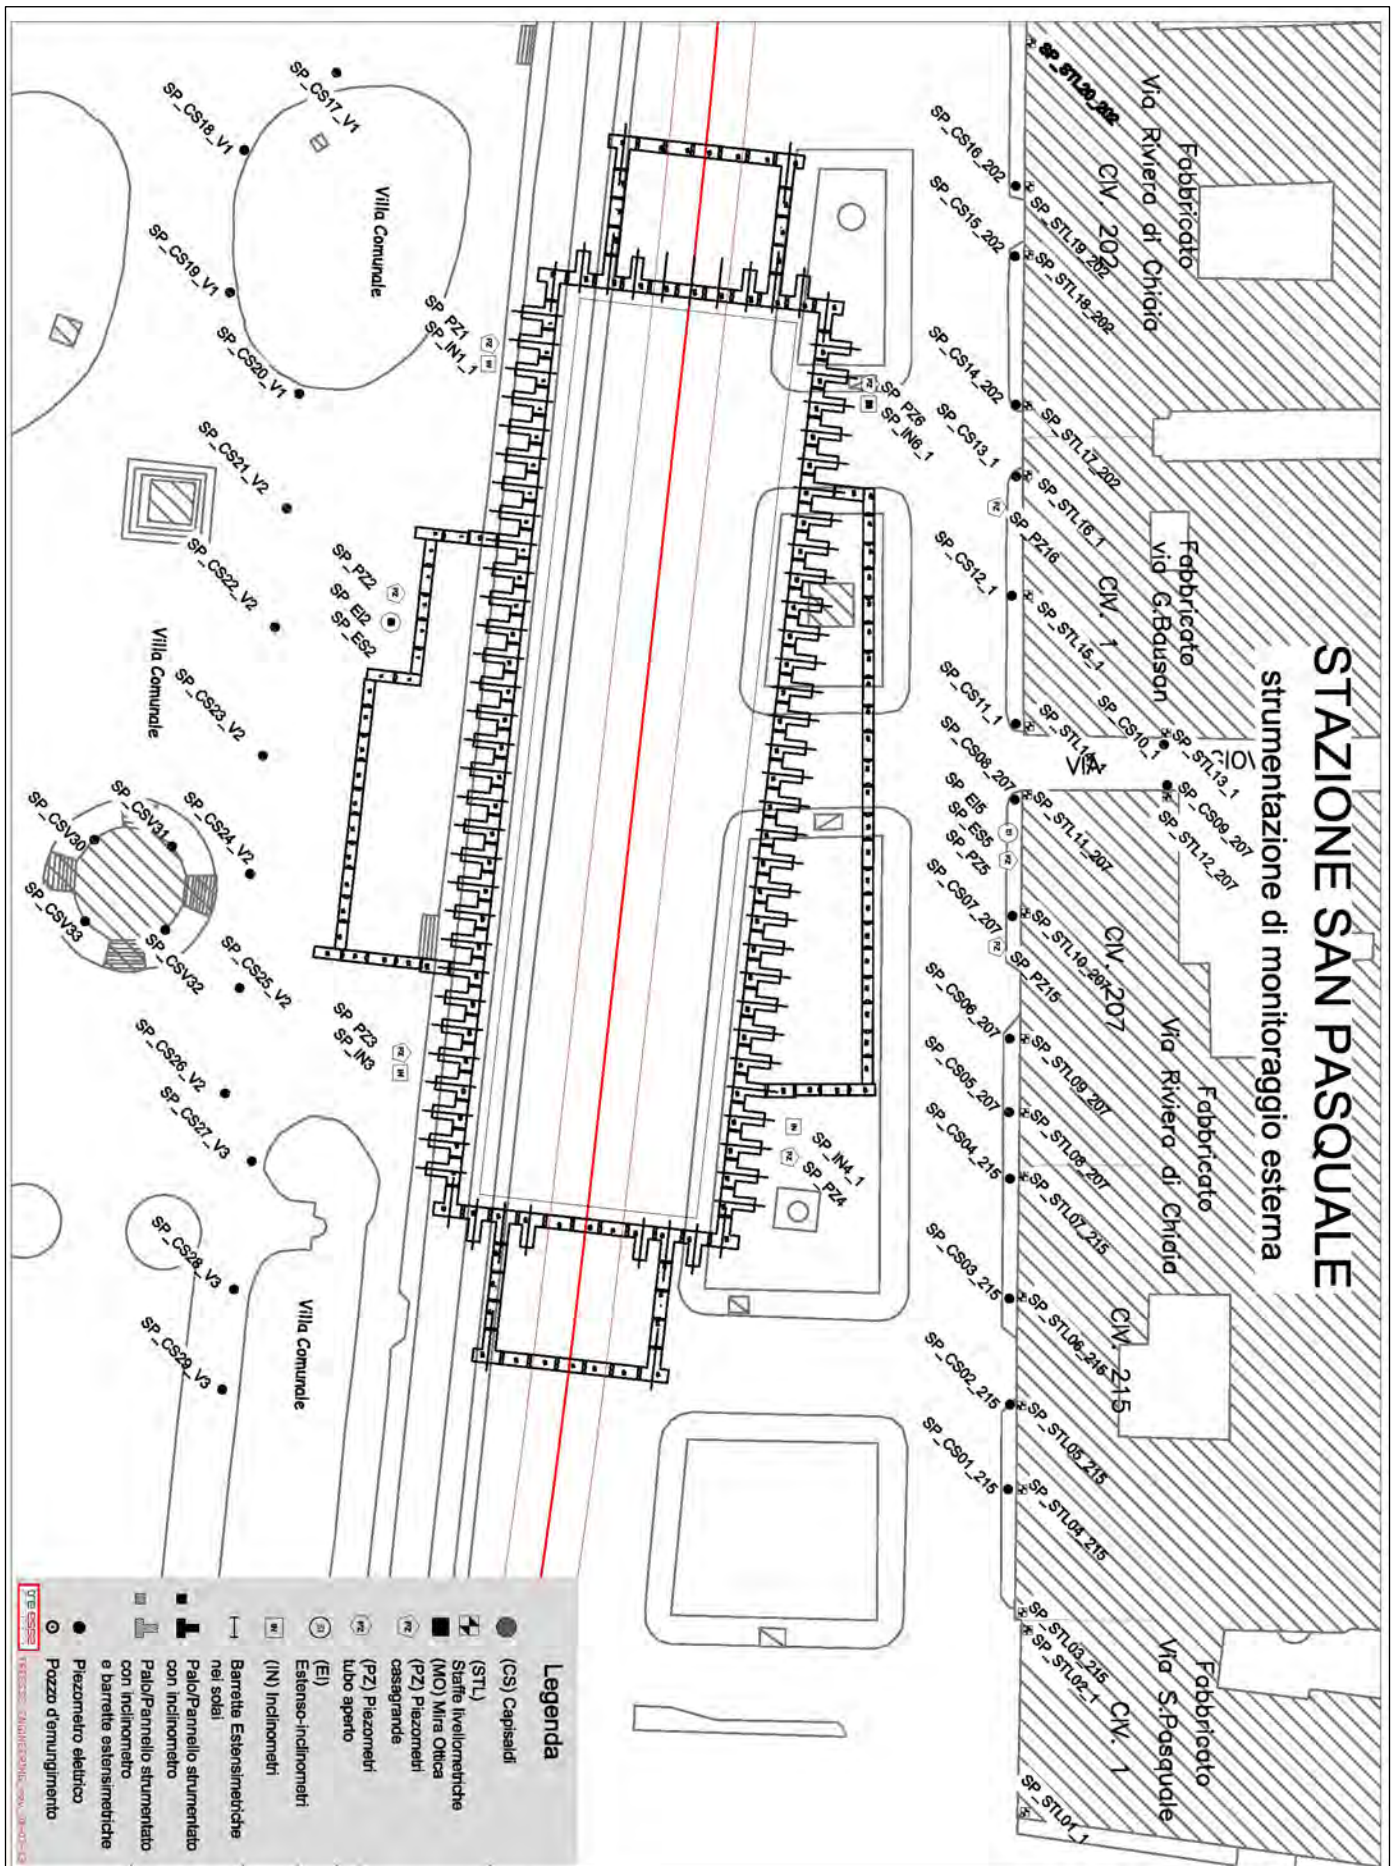 STAZIONE SAN PASQUALE
strumentazione di monitoraggio esterna
Fabbricato
Via Riviera di Chiaia
CIV. 202
Fabbricato
via G.Bausan
CIV. 1
VIA
Fabbricato
Via Riviera di Chiaia
CIV. 207
CIV. 215
Fabbricato
Via S.Pasquale
CIV. 1
SP_STL20_202
SP_STL19_202
SP_STL18_202
SP_STL17_202
SP_STL16_1
SP_STL15_1
SP_STL13_1
SP_STL12_207
SP_STL11_207
SP_STL10_207
SP_STL09_207
SP_STL08_207
SP_STL07_215
SP_STL06_215
SP_STL05_215
SP_STL04_215
SP_STL03_215
SP_STL02_1
SP_STL01_1
SP_CS16_202
SP_CS15_202
SP_CS14_202
SP_CS13_1
SP_PZ16
SP_CS12_1
SP_CS11_1
SP_CS10_1
SP_CS09_207
SP_CS08_207
SP_EI5
SP_ES5
SP_PZ5
SP_CS07_207
SP_PZ15
SP_CS06_207
SP_CS05_207
SP_CS04_215
SP_CS03_215
SP_CS02_215
SP_CS01_215
SP_PZ6
SP_IN6_1
SP_IN4_1
SP_PZ4
SP_PZ1
SP_IN1_1
SP_PZ2
SP_EI2
SP_ES2
SP_PZ3
SP_IN3
Villa Comunale
Villa Comunale
Villa Comunale
SP_CS17_V1
SP_CS18_V1
SP_CS19_V1
SP_CS20_V1
SP_CS21_V2
SP_CS22_V2
SP_CS23_V2
SP_CS24_V2
SP_CSV31
SP_CSV30
SP_CSV33
SP_CSV32
SP_CS25_V2
SP_CS26_V2
SP_CS27_V3
SP_CS28_V3
SP_CS29_V3
Legenda
(CS) Capisaldi
(STL)
Staffe livellometriche
(MO) Mira Ottica
(PZ) Piezometri
casagrande
(PZ) Piezometri
tubo aperto
(EI)
Estenso-inclinometri
(IN) Inclinometri
Barrette Estensimetriche
nei solai
Palo/Pannello strumentato
con inclinometro
Palo/Pannello strumentato
con inclinometro
e barrette estensimetriche
Piezometro elettrico
Pozzo d'emungimento
tre esse